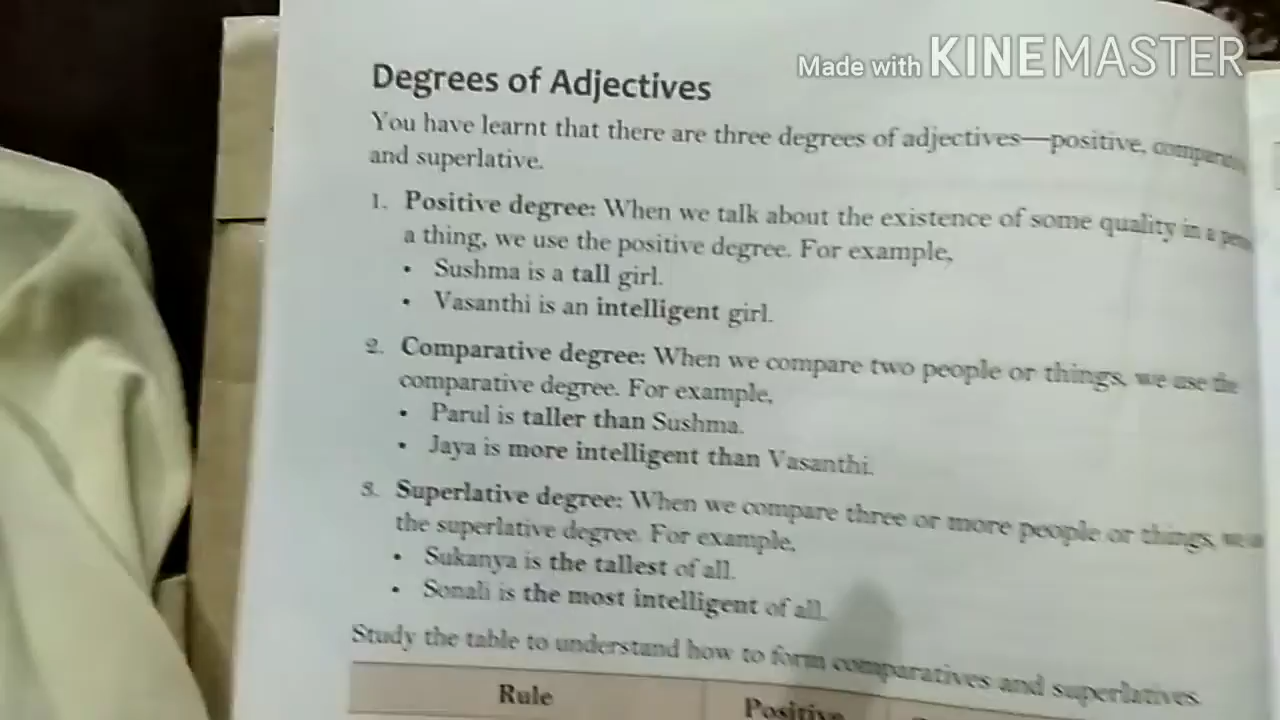 Made with KINEMASTER
Degrees of Adjectives
You have learnt that there are three degrees of adjectives—positive,
and superlative.
1. Positive degree: When we talk about the existence of some quality in a
a thing, we use the positive degree. For example,
• Sushma is a tall girl.
• Vasanthi is an intelligent girl.
2. Comparative degree: When we compare two people or things, we use the
comparative degree. For example,
• Parul is taller than Sushma.
• Jaya is more intelligent than Vasanthi.
3. Superlative degree: When we compare three or more people or things,
the superlative degree. For example,
• Sukanya is the tallest of all.
• Sonali is the most intelligent of all.
Study the table to understand how to form comparatives and superlatives.
Rule
Positive